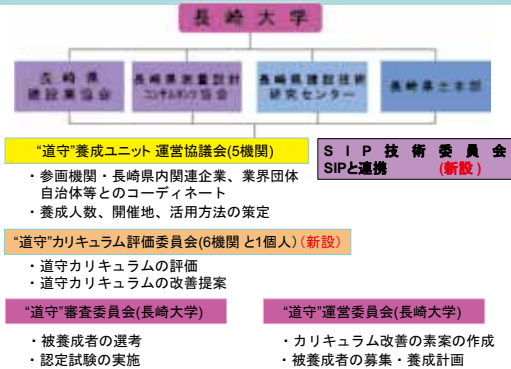 長崎大学
長崎県
建設業協会
長崎県測量設計
コンサルタンツ協会
長崎県建設技術
研究センター
長崎県土木部
“道守”養成ユニット 運営協議会(5機関)
・参画機関・長崎県内関連企業、業界団体
自治体等とのコーディネート
・養成人数、開催地、活用方法の策定
SIP技術委員会
SIPと連携 (新設)
“道守”カリキュラム評価委員会(6機関 と1個人)(新設)
・道守カリキュラムの評価
・道守カリキュラムの改善提案
“道守”審査委員会(長崎大学)
・被養成者の選考
・認定試験の実施
“道守”運営委員会(長崎大学)
・カリキュラム改善の素案の作成
・被養成者の募集・養成計画